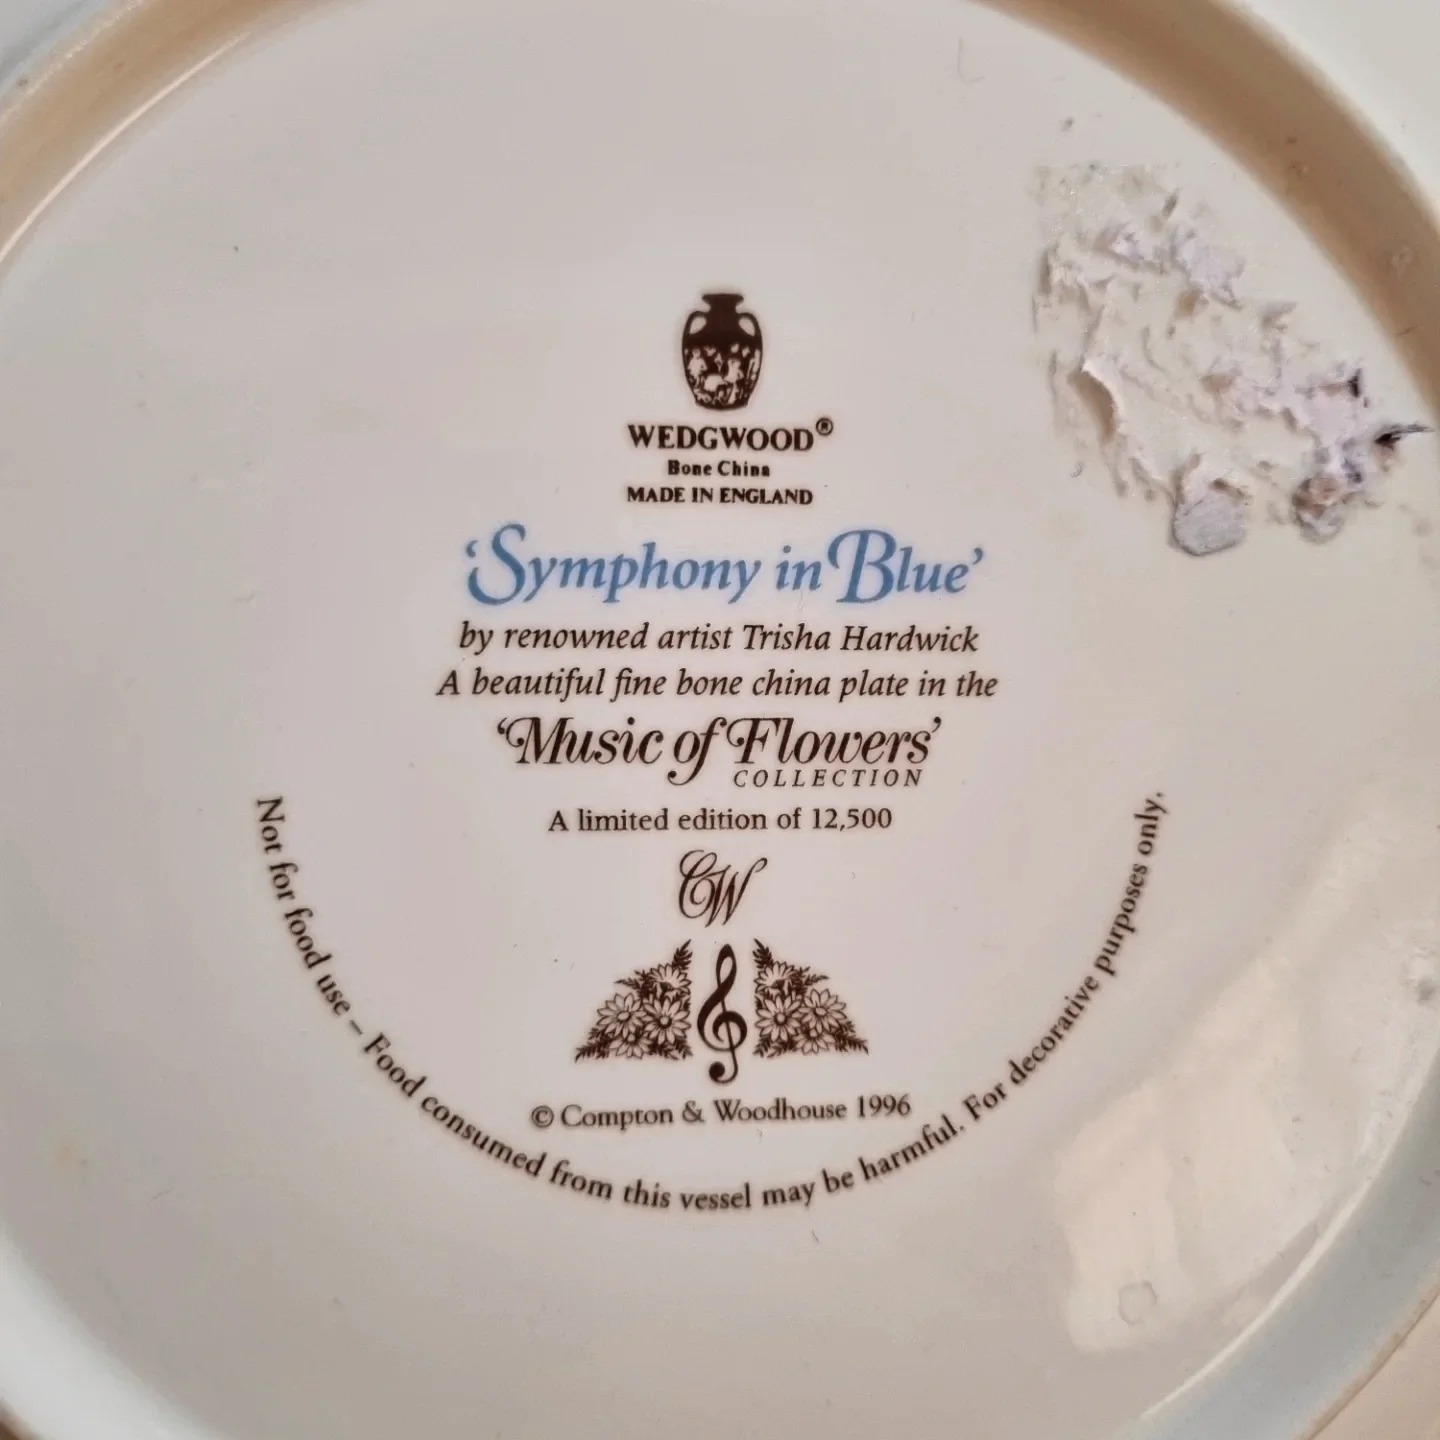 WEDGWOOD®
Bone China
MADE IN ENGLAND
‘Symphony in Blue’
by renowned artist Trisha Hardwick
A beautiful fine bone china plate in the
‘Music of Flowers’
COLLECTION
A limited edition of 12,500
CW
© Compton & Woodhouse 1996
Not for food use – Food consumed from this vessel may be harmful. For decorative purposes only.